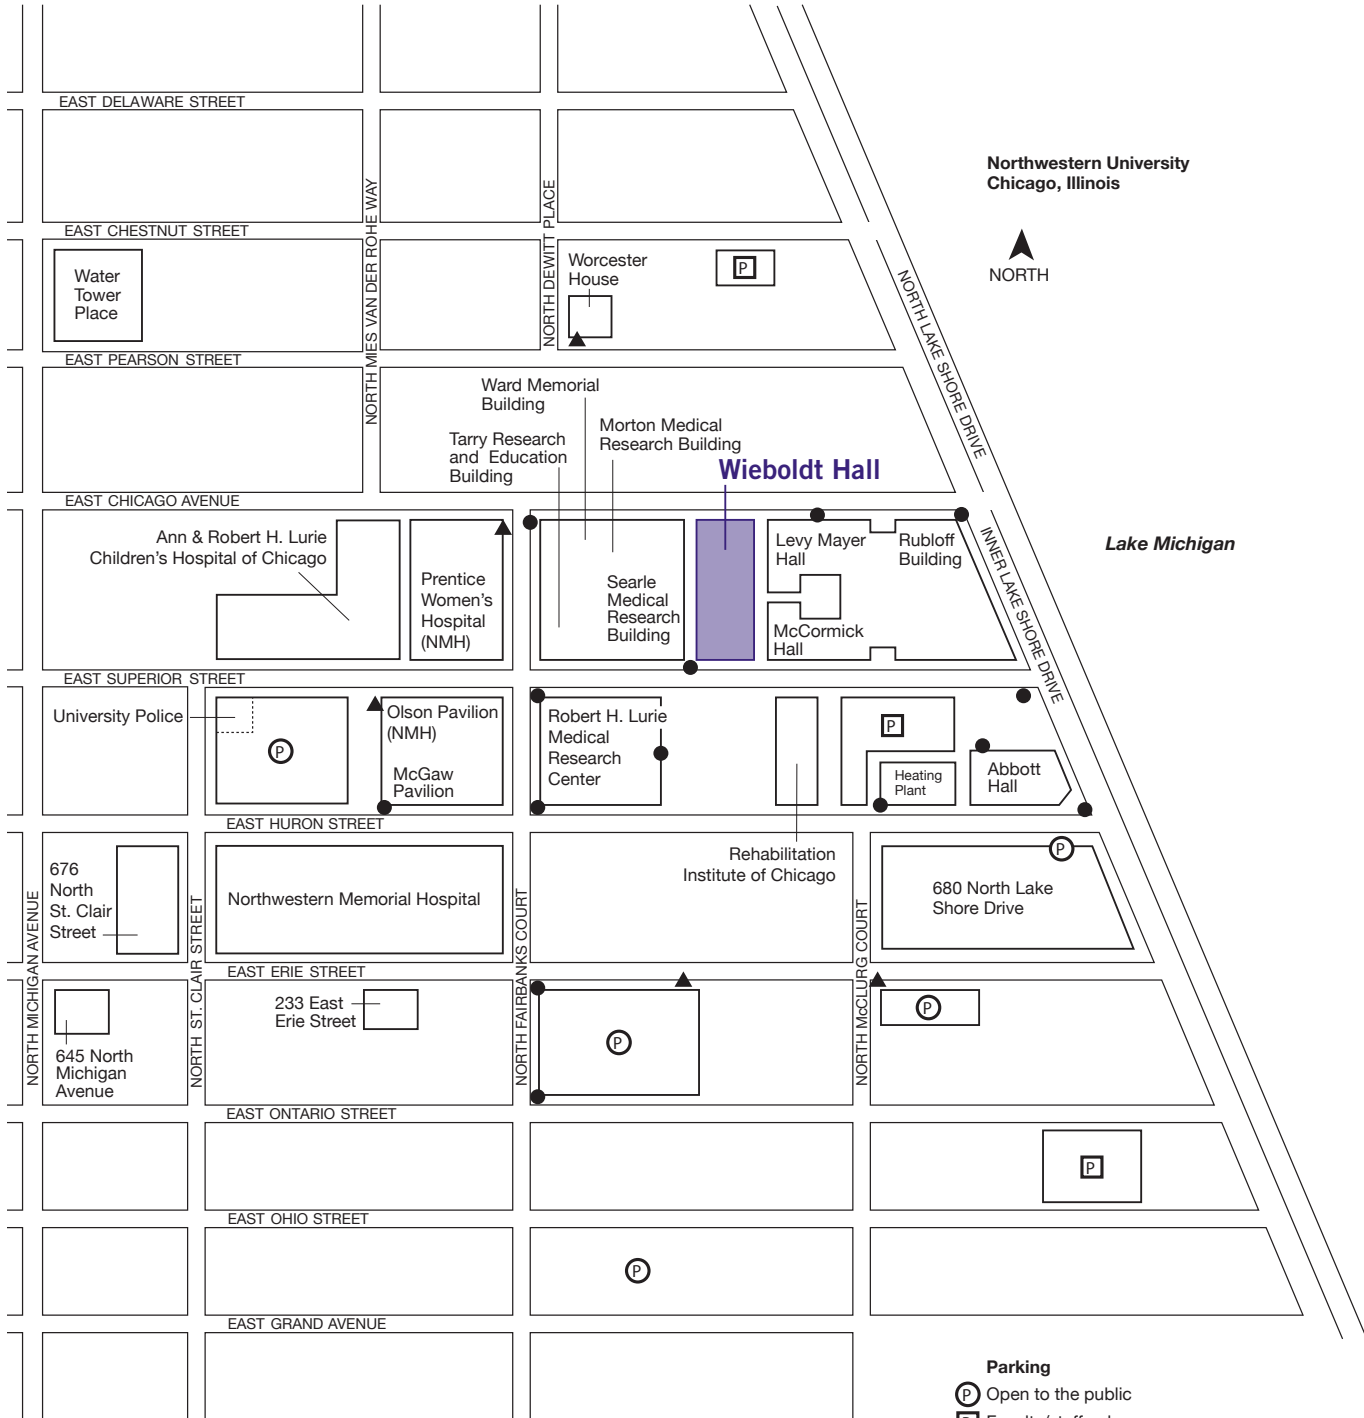 EAST DELAWARE STREET
Northwestern University
Chicago, Illinois
NORTH
EAST CHESTNUT STREET
NORTH MIES VAN DER ROHE WAY
NORTH DEWITT PLACE
Water
Tower
Place
Worcester
House
P
NORTH LAKE SHORE DRIVE
EAST PEARSON STREET
Ward Memorial
Building
Morton Medical
Research Building
Tarry Research
and Education
Building
Wieboldt Hall
EAST CHICAGO AVENUE
Ann & Robert H. Lurie
Children's Hospital of Chicago
Prentice
Women's
Hospital
(NMH)
Searle
Medical
Research
Building
Levy Mayer
Hall
Rubloff
Building
McCormick
Hall
INNER LAKE SHORE DRIVE
Lake Michigan
EAST SUPERIOR STREET
University Police
P
Olson Pavilion
(NMH)
McGaw
Pavilion
Robert H. Lurie
Medical
Research
Center
P
Heating
Plant
Abbott
Hall
EAST HURON STREET
Rehabilitation
Institute of Chicago
676
North
St. Clair
Street
Northwestern Memorial Hospital
P
680 North Lake
Shore Drive
NORTH MICHIGAN AVENUE
NORTH ST. CLAIR STREET
NORTH FAIRBANKS COURT
NORTH McCLURG COURT
EAST ERIE STREET
233 East
Erie Street
645 North
Michigan
Avenue
P
P
EAST ONTARIO STREET
P
EAST OHIO STREET
P
EAST GRAND AVENUE
Parking
P Open to the public